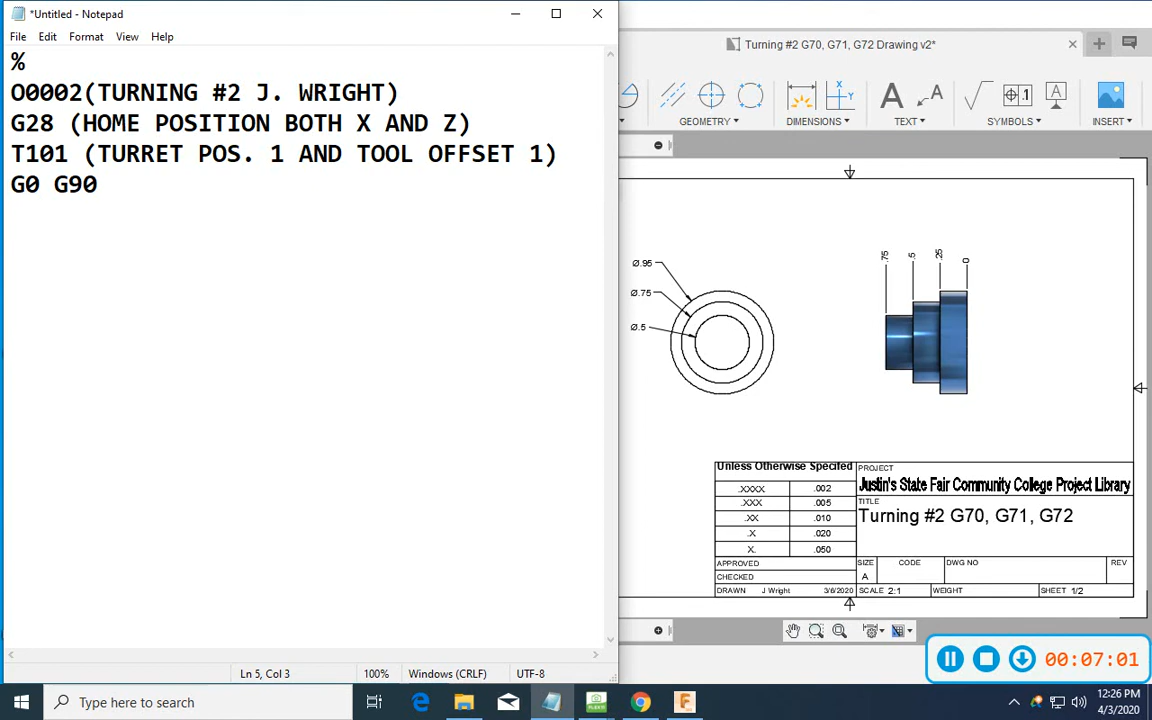 *Untitled - Notepad
File Edit Format View Help
%
O0002(TURNING #2 J. WRIGHT)
G28 (HOME POSITION BOTH X AND Z)
T101 (TURRET POS. 1 AND TOOL OFFSET 1)
G0 G90
Ln 5, Col 3 100% Windows (CRLF) UTF-8
Turning #2 G70, G71, G72 Drawing v2*
GEOMETRY DIMENSIONS TEXT SYMBOLS INSERT
Ø.95
Ø.75
Ø.5
.75 .5 .25 0
Unless Otherwise Specifed
.XXXX .002
.XXX .005
.XX .010
.X .020
X. .050
APPROVED
CHECKED
DRAWN J Wright 3/6/2020
PROJECT
Justin's State Fair Community College Project Library
TITLE
Turning #2 G70, G71, G72
SIZE CODE DWG NO REV
A
SCALE 2:1 WEIGHT SHEET 1/2
00:07:01
Type here to search
12:26 PM
4/3/2020